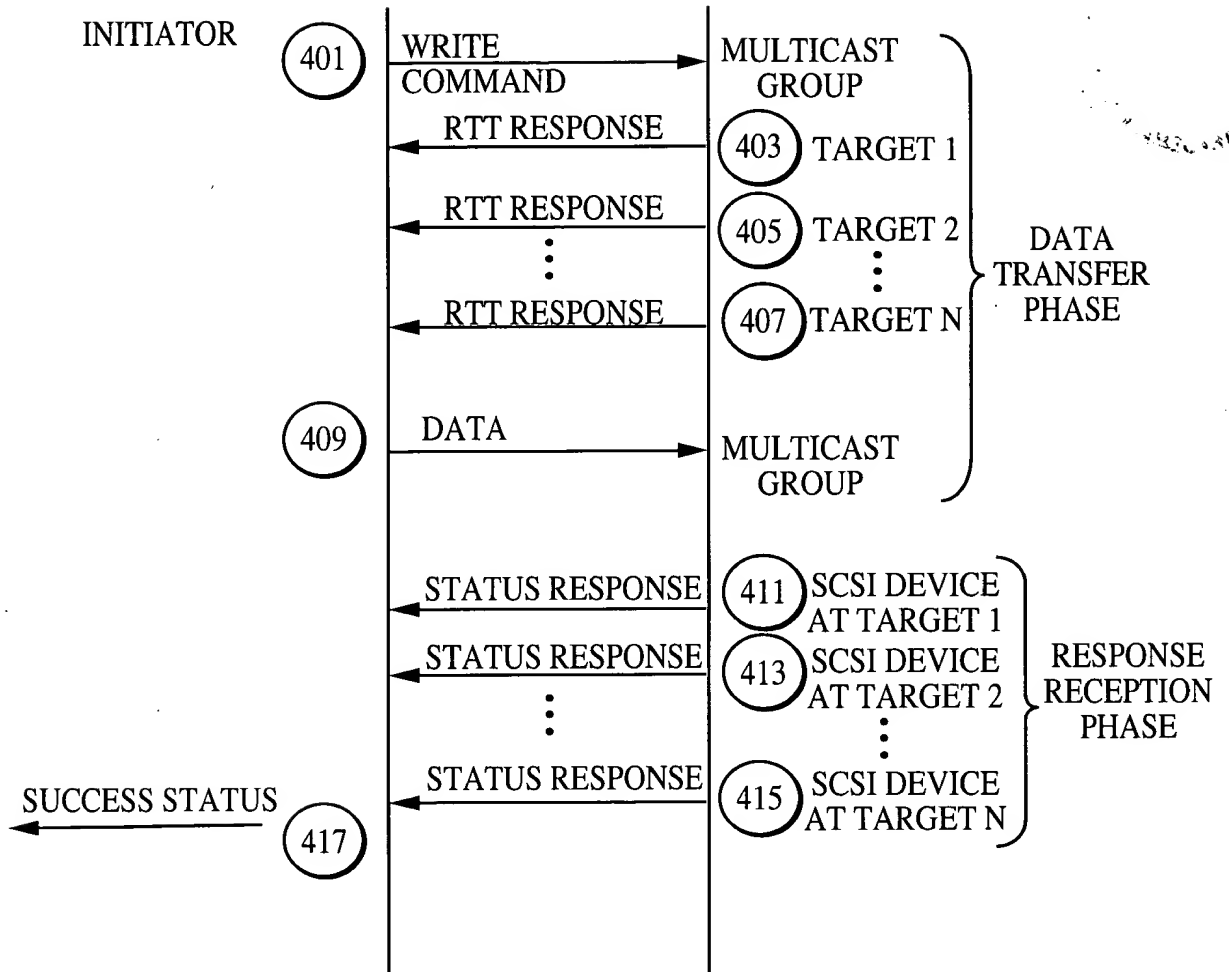 INITIATOR
401
WRITE
COMMAND
MULTICAST
GROUP
RTT RESPONSE
403
TARGET 1
RTT RESPONSE
405
TARGET 2
RTT RESPONSE
407
TARGET N
DATA
TRANSFER
PHASE
409
DATA
MULTICAST
GROUP
STATUS RESPONSE
411
SCSI DEVICE
AT TARGET 1
STATUS RESPONSE
413
SCSI DEVICE
AT TARGET 2
STATUS RESPONSE
415
SCSI DEVICE
AT TARGET N
RESPONSE
RECEPTION
PHASE
SUCCESS STATUS
417